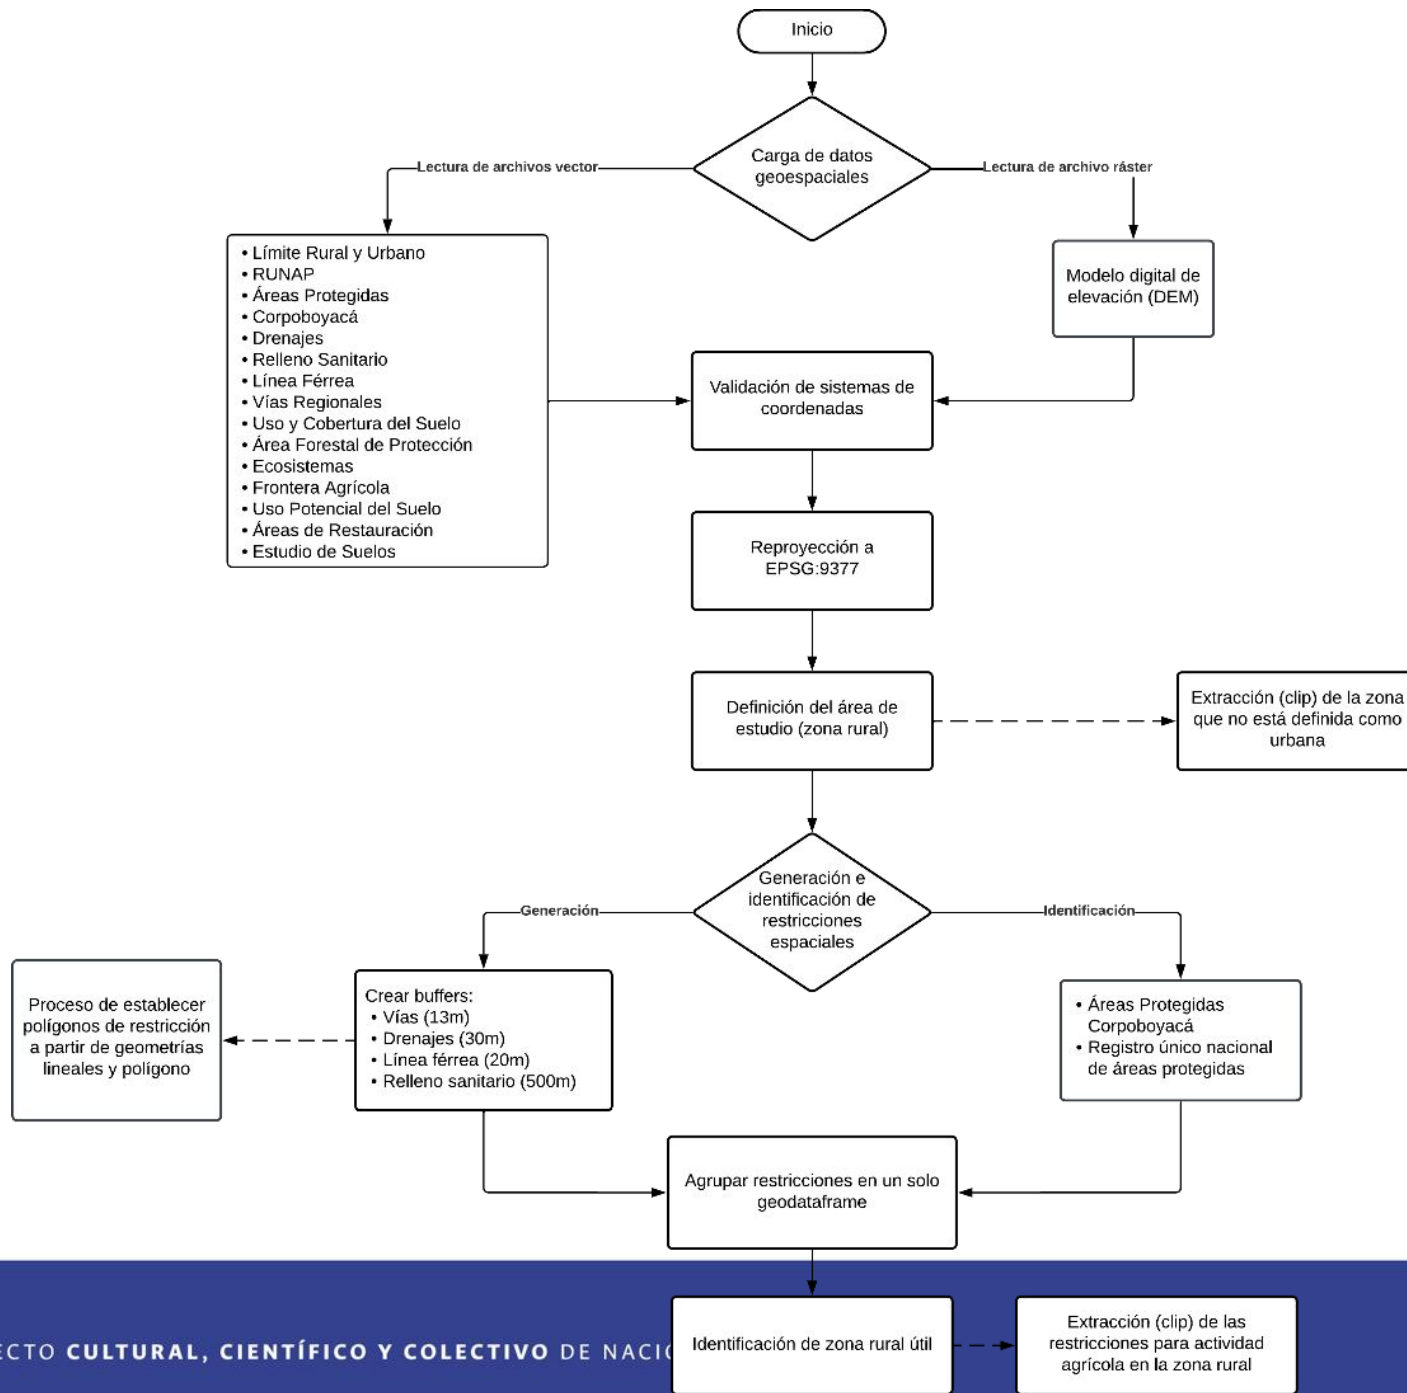 Inicio
Carga de datos
geoespaciales
Lectura de archivos vector
Lectura de archivo ráster
• Límite Rural y Urbano
• RUNAP
• Áreas Protegidas
• Corpoboyacá
• Drenajes
• Relleno Sanitario
• Línea Férrea
• Vías Regionales
• Uso y Cobertura del Suelo
• Área Forestal de Protección
• Ecosistemas
• Frontera Agrícola
• Uso Potencial del Suelo
• Áreas de Restauración
• Estudio de Suelos
Modelo digital de
elevación (DEM)
Validación de sistemas de
coordenadas
Reproyección a
EPSG:9377
Definición del área de
estudio (zona rural)
Extracción (clip) de la zona
que no está definida como
urbana
Generación e
identificación de
restricciones
espaciales
Generación
Identificación
Proceso de establecer
polígonos de restricción
a partir de geometrías
lineales y polígono
Crear buffers:
• Vías (13m)
• Drenajes (30m)
• Línea férrea (20m)
• Relleno sanitario (500m)
• Áreas Protegidas
Corpoboyacá
• Registro único nacional
de áreas protegidas
Agrupar restricciones en un solo
geodataframe
Identificación de zona rural útil
Extracción (clip) de las
restricciones para actividad
agrícola en la zona rural
ECTO CULTURAL, CIENTÍFICO Y COLECTIVO DE NACI